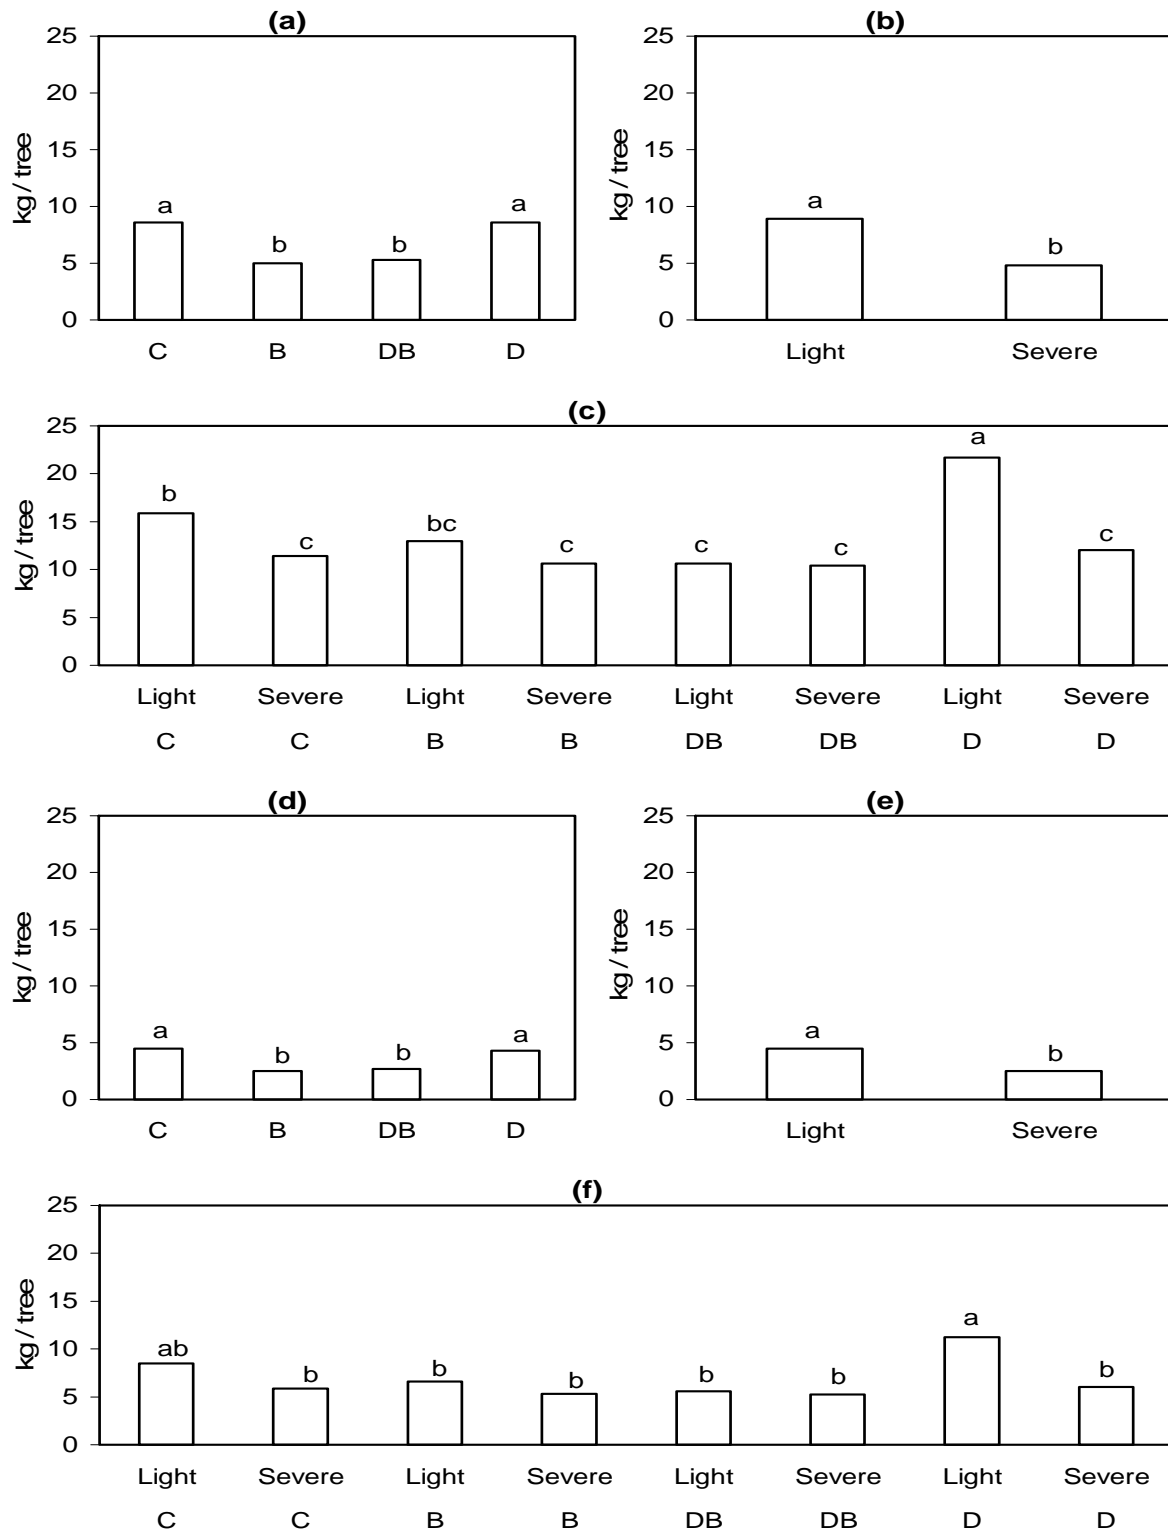 (a)
25
20
15
10
5
0
kg / tree
a
b
b
a
C B DB D
(b)
25
20
15
10
5
0
kg / tree
a
b
Light Severe
(c)
25
20
15
10
5
0
kg / tree
b
c
bc
c
c
c
a
c
Light Severe Light Severe Light Severe Light Severe
C C B B DB DB D D
(d)
25
20
15
10
5
0
kg / tree
a
b
b
a
C B DB D
(e)
25
20
15
10
5
0
kg / tree
a
b
Light Severe
(f)
25
20
15
10
5
0
kg / tree
ab
b
b
b
b
b
a
b
Light Severe Light Severe Light Severe Light Severe
C C B B DB DB D D